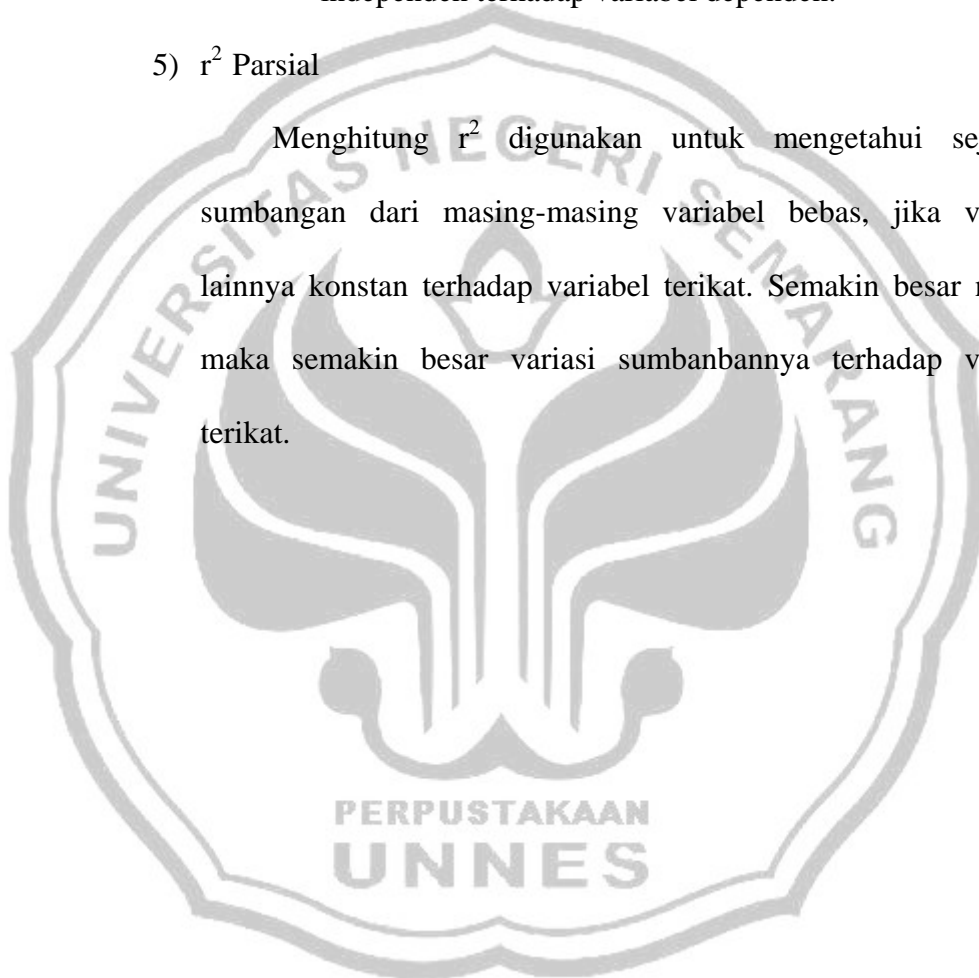 independen terhadap variabel dependen.
5) r² Parsial
Menghitung r² digunakan untuk mengetahui
sumbangan dari masing-masing variabel bebas, jika
lainnya konstan terhadap variabel terikat. Semakin besar
maka semakin besar variasi sumbanbannya terhadap
terikat.
UNIVERSITAS NEGERI SEMARANG
PERPUSTAKAAN
UNNES